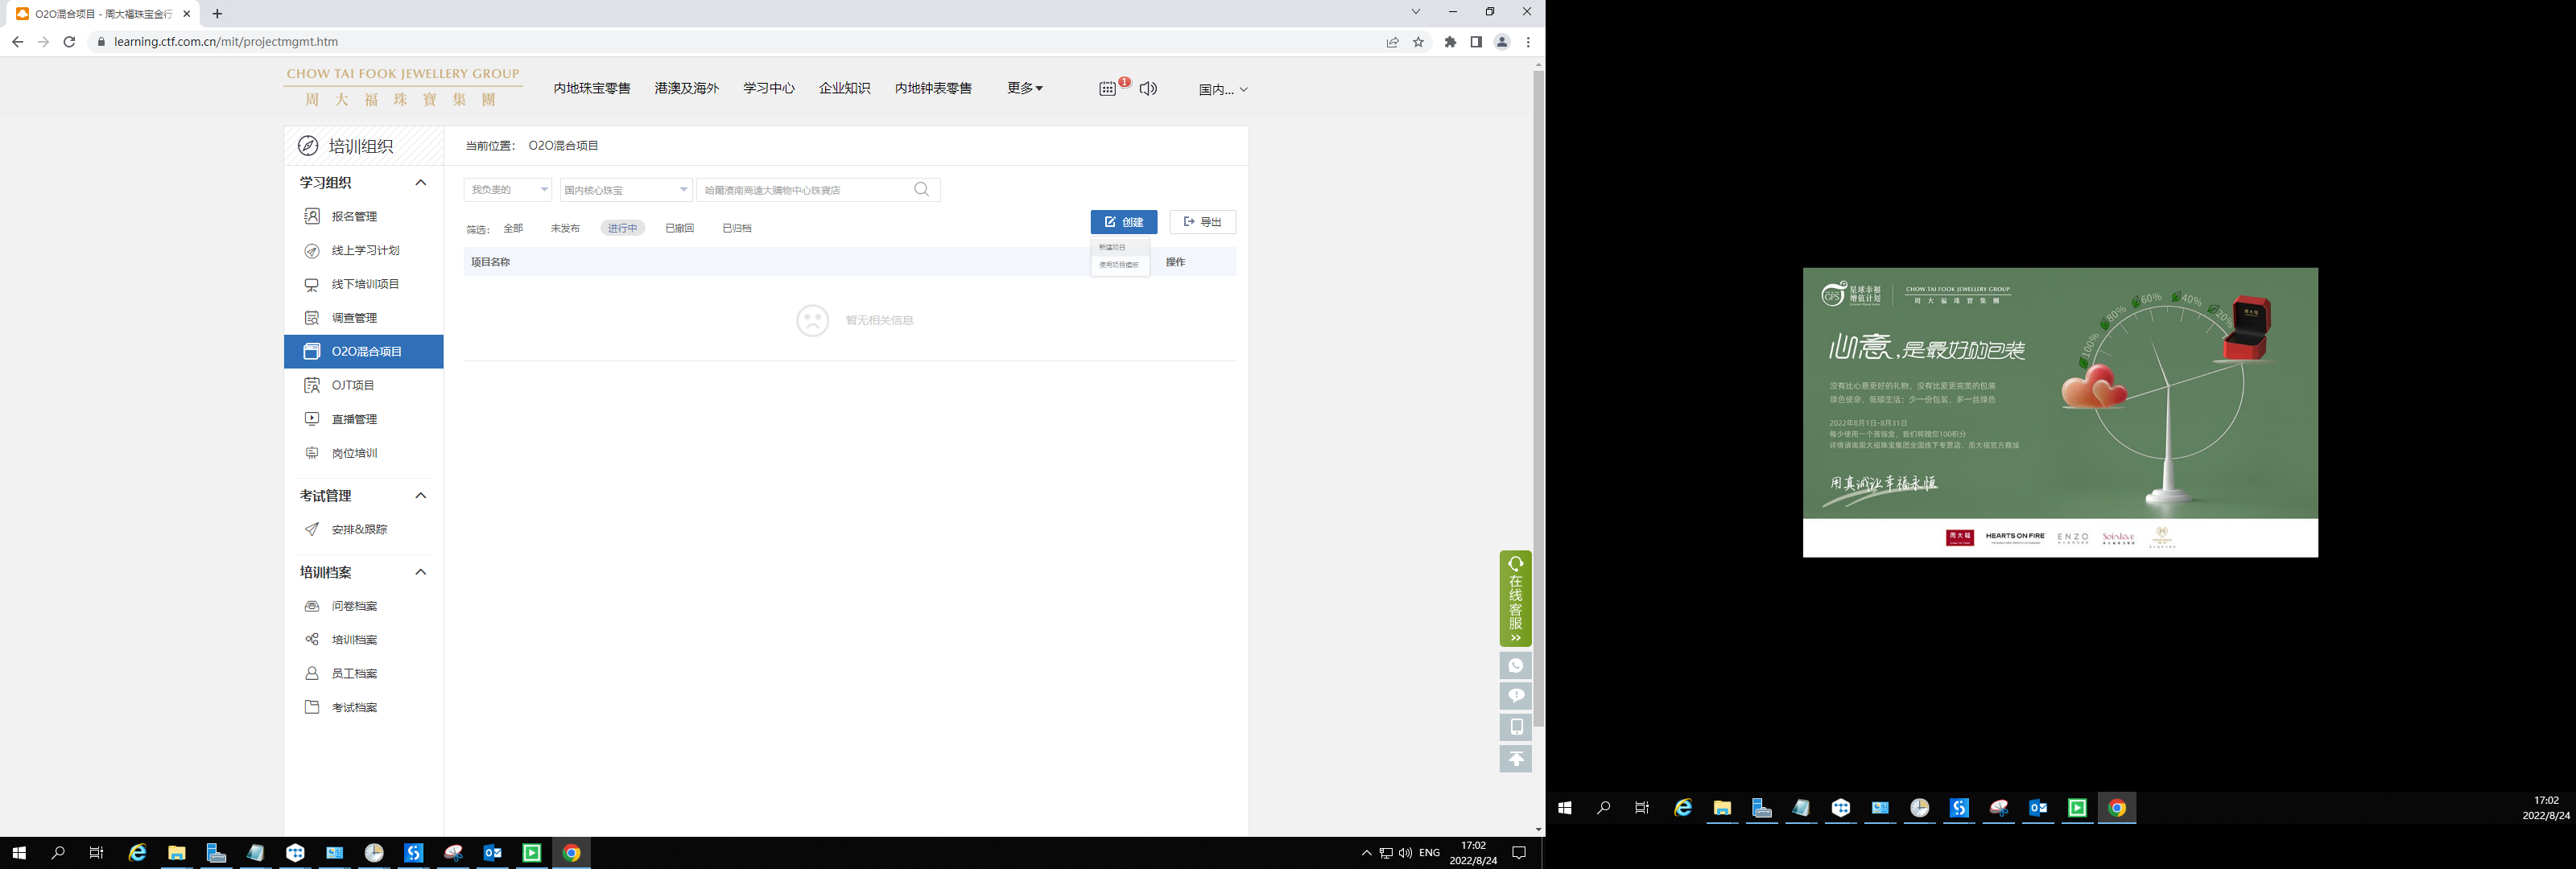 O2O混合项目 - 周大福珠宝金行
learning.ctf.com.cn/mit/projectmgmt.htm
CHOW TAI FOOK JEWELLERY GROUP
周大福珠寶集團
内地珠宝零售 港澳及海外 学习中心 企业知识 内地钟表零售 更多
1
国内...
培训组织
当前位置： O2O混合项目
学习组织
报名管理
线上学习计划
线下培训项目
调查管理
O2O混合项目
OJT项目
直播管理
岗位培训
考试管理
安排&跟踪
培训档案
问卷档案
培训档案
员工档案
考试档案
我负责的 国内核心珠宝 哈爾濱南崗遠大購物中心珠寶店
筛选： 全部 未发布 进行中 已撤回 已归档
创建 导出
新建项目
使用项目模板
项目名称 操作
暂无相关信息
在线客服
ENG
17:02
2022/8/24
GPS
星球幸福
增值计划
CHOW TAI FOOK JEWELLERY GROUP
周大福珠寶集團
心意，是最好的包装
没有比心意更好的礼物，没有比爱更完美的包装
绿色使命，低碳生活；少一份包装，多一丝绿色
2022年8月1日-8月31日
每少使用一个首饰盒，我们将赠您100积分
详情请询周大福珠宝集团全国线下专营店、周大福官方商城
用真诚让幸福永恒
100% 80% 60% 40% 20%
周大福
周大福
HEARTS ON FIRE
ENZO
Soinlove
17:02
2022/8/24